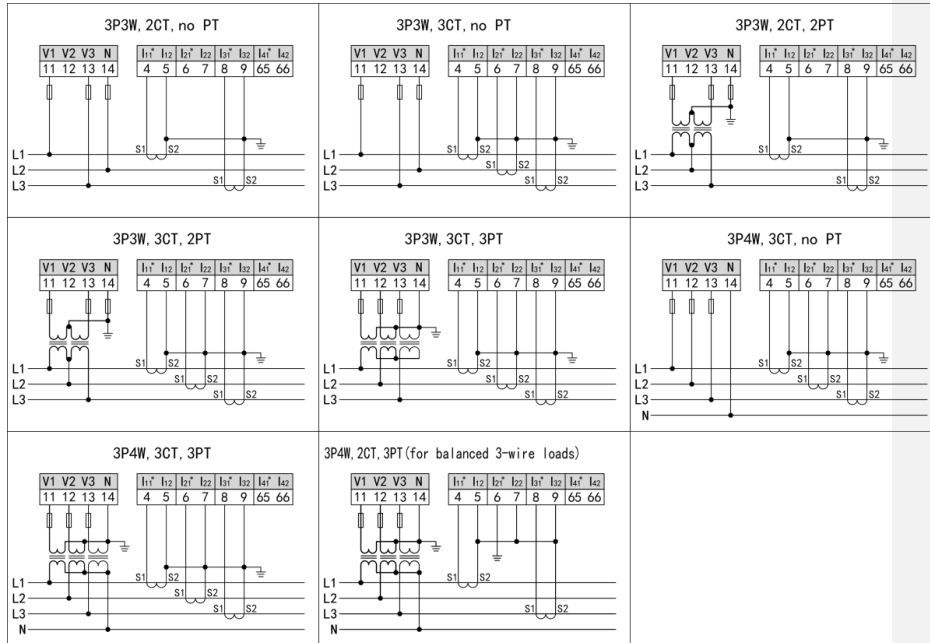 3P3W, 2CT, no PT
V1 V2 V3 N I11* I12 I21* I22 I31* I32 I41* I42
11 12 13 14 4 5 6 7 8 9 65 66
S1 S2
L1
L2
L3
S1 S2
3P3W, 3CT, no PT
V1 V2 V3 N I11* I12 I21* I22 I31* I32 I41* I42
11 12 13 14 4 5 6 7 8 9 65 66
S1 S2
L1
S1 S2
L2
L3
S1 S2
3P3W, 2CT, 2PT
V1 V2 V3 N I11* I12 I21* I22 I31* I32 I41* I42
11 12 13 14 4 5 6 7 8 9 65 66
S1 S2
L1
L2
L3
S1 S2
3P3W, 3CT, 2PT
V1 V2 V3 N I11* I12 I21* I22 I31* I32 I41* I42
11 12 13 14 4 5 6 7 8 9 65 66
S1 S2
L1
S1 S2
L2
L3
S1 S2
3P3W, 3CT, 3PT
V1 V2 V3 N I11* I12 I21* I22 I31* I32 I41* I42
11 12 13 14 4 5 6 7 8 9 65 66
S1 S2
L1
S1 S2
L2
L3
S1 S2
3P4W, 3CT, no PT
V1 V2 V3 N I11* I12 I21* I22 I31* I32 I41* I42
11 12 13 14 4 5 6 7 8 9 65 66
S1 S2
L1
S1 S2
L2
L3
S1 S2
N
3P4W, 3CT, 3PT
V1 V2 V3 N I11* I12 I21* I22 I31* I32 I41* I42
11 12 13 14 4 5 6 7 8 9 65 66
S1 S2
L1
S1 S2
L2
L3
S1 S2
N
3P4W, 2CT, 3PT(for balanced 3-wire loads)
V1 V2 V3 N I11* I12 I21* I22 I31* I32 I41* I42
11 12 13 14 4 5 6 7 8 9 65 66
S1 S2
L1
L2
L3
S1 S2
N